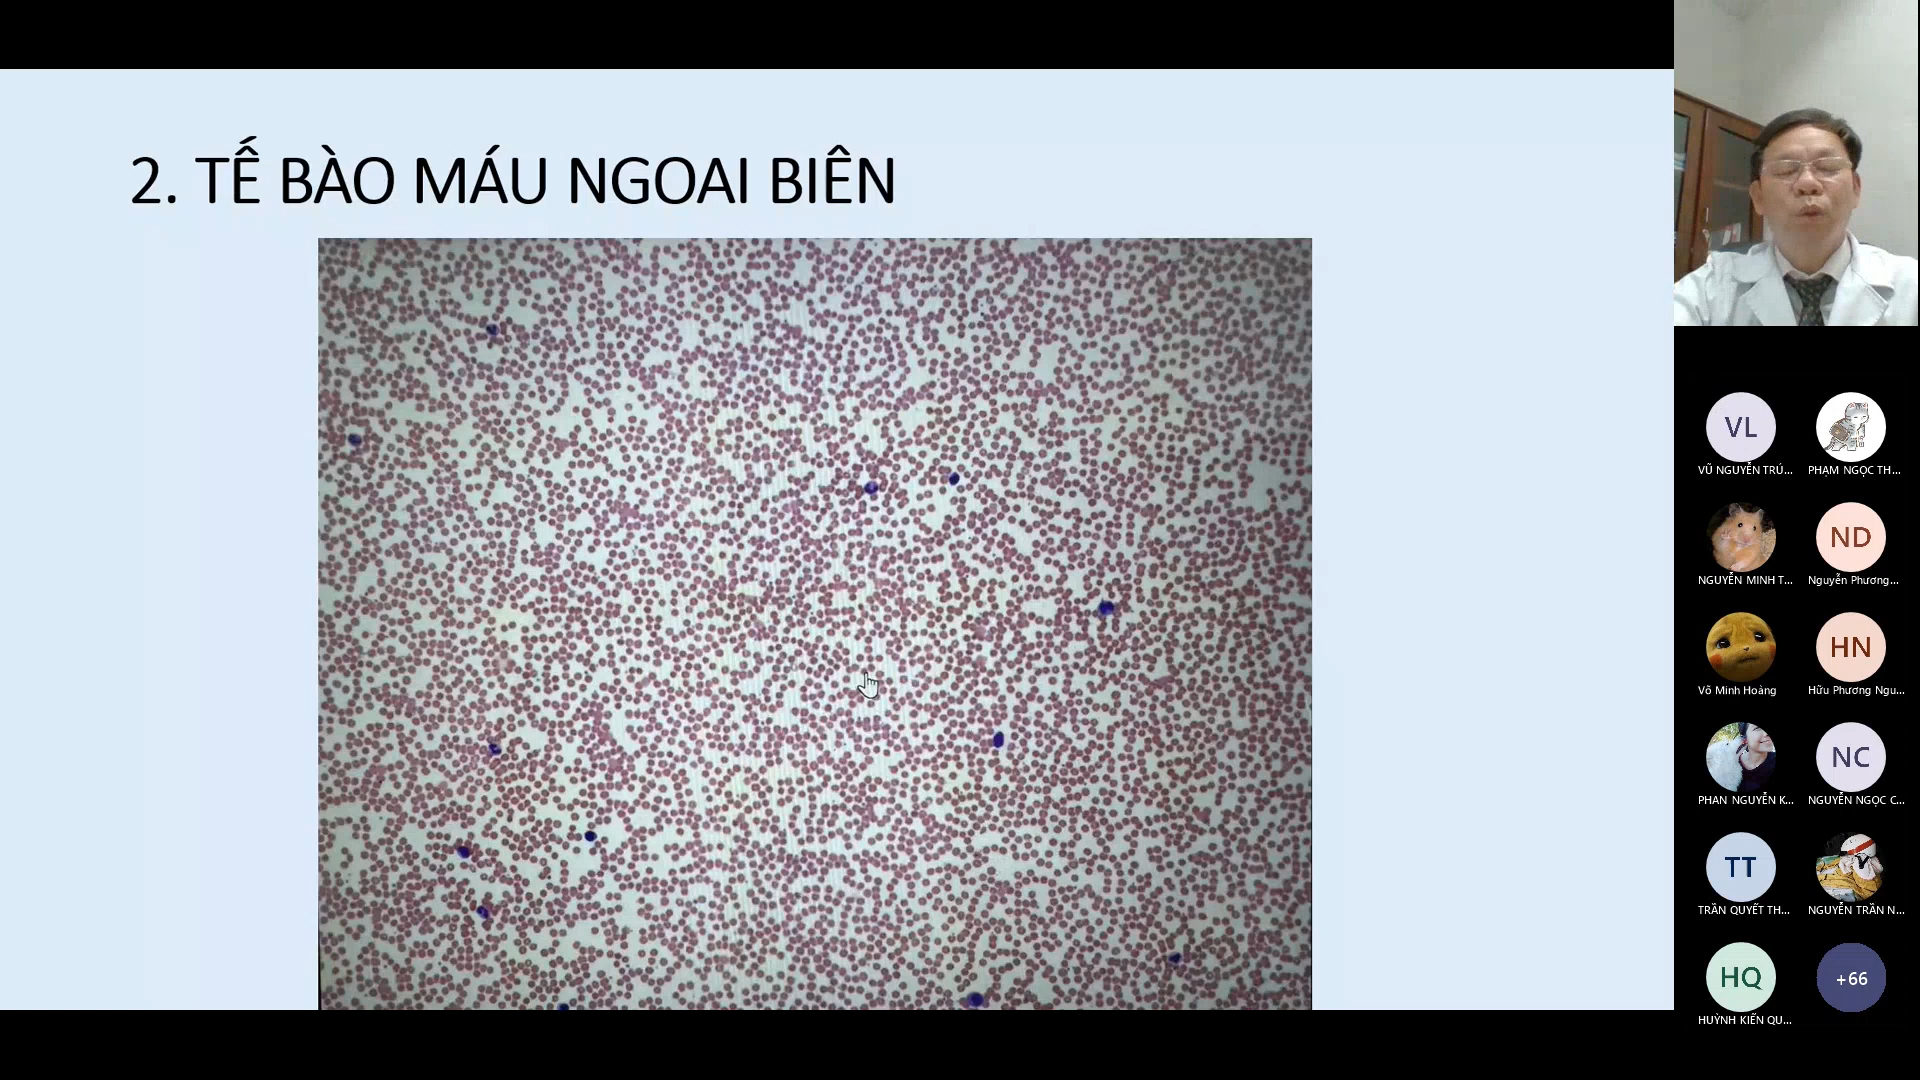 2. TẾ BÀO MÁU NGOAI BIÊN
VL
VŨ NGUYỄN TRÚ...
PHẠM NGỌC TH...
NGUYỄN MINH T...
ND
Nguyễn Phương...
Võ Minh Hoàng
HN
Hữu Phương Ngu...
PHAN NGUYỄN K...
NC
NGUYỄN NGỌC C...
TT
TRẦN QUYẾT TH...
NGUYỄN TRẦN N...
HQ
HUỲNH KIẾN QU...
+66